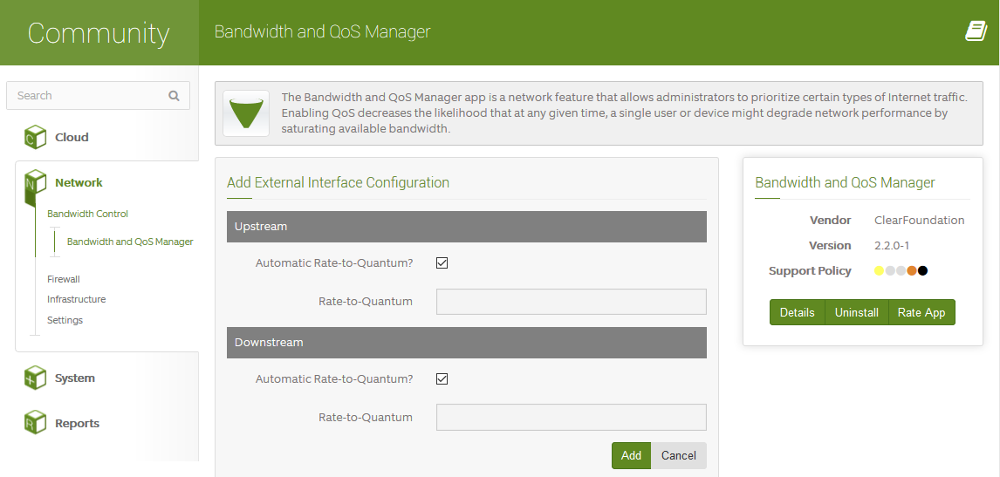 Community
Bandwidth and QoS Manager
Search
Cloud
Network
Bandwidth Control
Bandwidth and QoS Manager
Firewall
Infrastructure
Settings
System
Reports
The Bandwidth and QoS Manager app is a network feature that allows administrators to prioritize certain types of Internet traffic.
Enabling QoS decreases the likelihood that at any given time, a single user or device might degrade network performance by
saturating available bandwidth.
Add External Interface Configuration
Upstream
Automatic Rate-to-Quantum?
Rate-to-Quantum
Downstream
Automatic Rate-to-Quantum?
Rate-to-Quantum
Add Cancel
Bandwidth and QoS Manager
Vendor ClearFoundation
Version 2.2.0-1
Support Policy
Details Uninstall Rate App